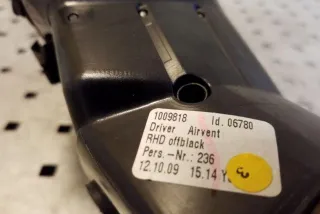 1009818 Id. 06780
Driver Airvent
RHD offblack
Pers.-Nr.: 236
12.10.09 15.14